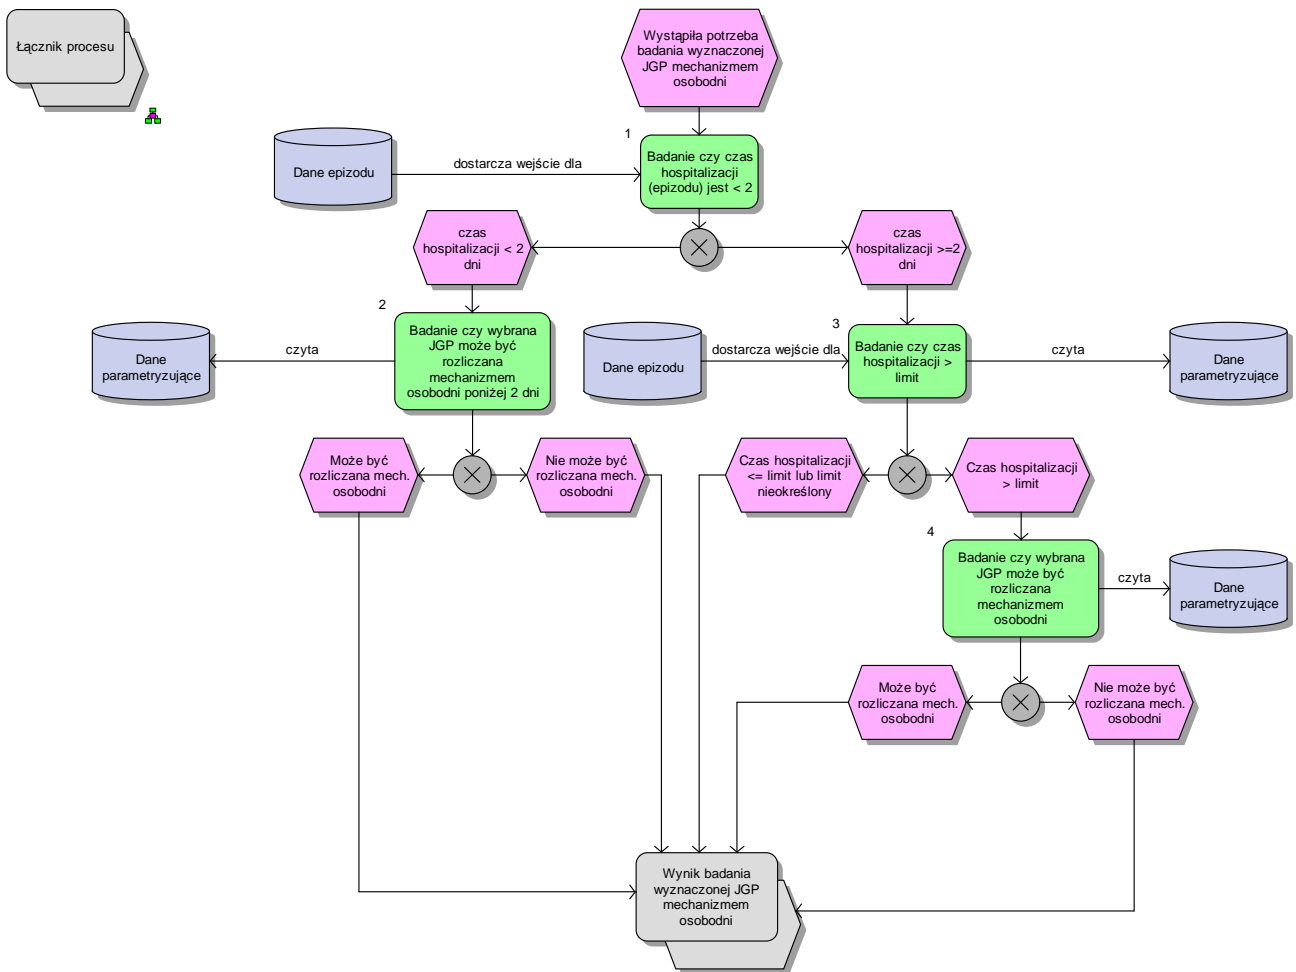 Łącznik procesu
Wystąpiła potrzeba
badania wyznaczonej
JGP mechanizmem
osobodni
1
Badanie czy czas
hospitalizacji
(epizodu) jest < 2
Dane epizodu
dostarcza wejście dla
czas
hospitalizacji < 2
dni
czas
hospitalizacji >=2
dni
2
Badanie czy wybrana
JGP może być
rozliczana
mechanizmem
osobodni poniżej 2 dni
czyta
Dane
parametryzujące
Dane epizodu
dostarcza wejście dla
3
Badanie czy czas
hospitalizacji >
limit
czyta
Dane
parametryzujące
Może być
rozliczana mech.
osobodni
Nie może być
rozliczana mech.
osobodni
Czas hospitalizacji
<= limit lub limit
nieokreślony
Czas hospitalizacji
> limit
4
Badanie czy wybrana
JGP może być
rozliczana
mechanizmem
osobodni
czyta
Dane
parametryzujące
Może być
rozliczana mech.
osobodni
Nie może być
rozliczana mech.
osobodni
Wynik badania
wyznaczonej JGP
mechanizmem
osobodni